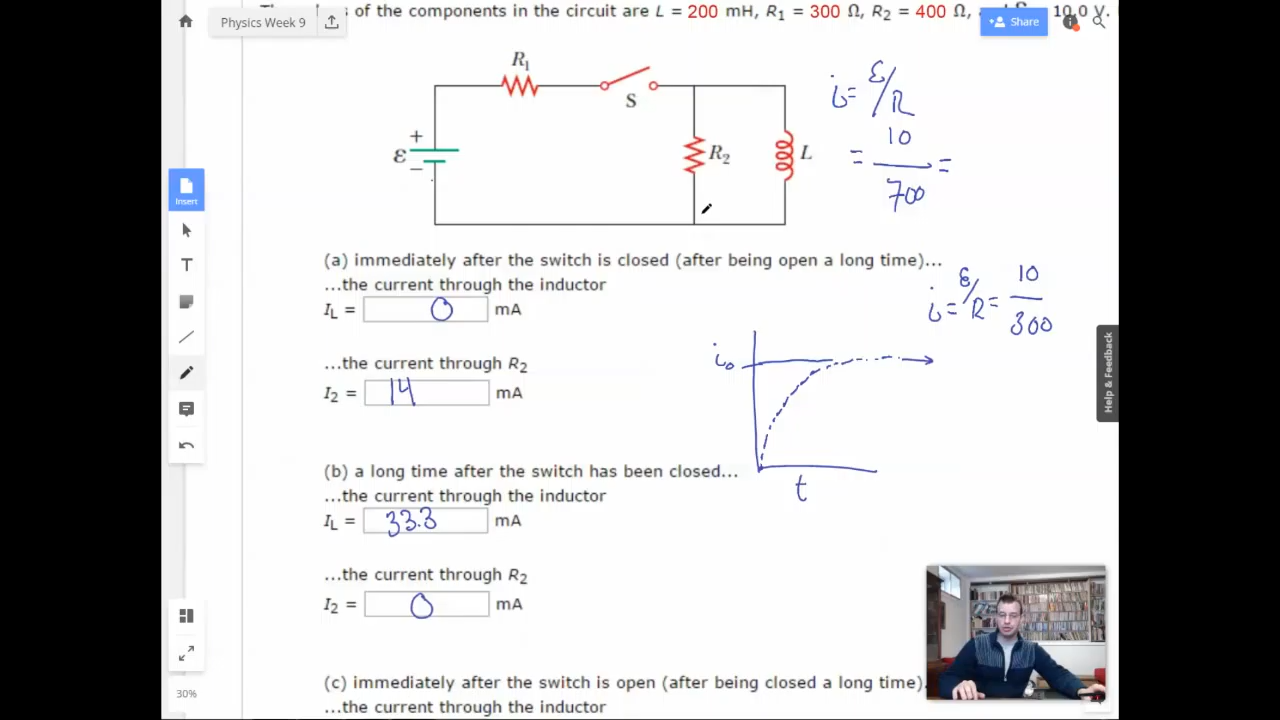 of the components in the circuit are L = 200 mH, R1 = 300 Ω, R2 = 400 Ω, 10.0 V.
Physics Week 9
Share
R1
S
ε
+
−
R2
L
i = ε/R
= 10/700 =
Insert
(a) immediately after the switch is closed (after being open a long time)...
...the current through the inductor
IL = 0 mA
i = ε/R = 10/300
...the current through R2
I2 = 14 mA
i0
t
Help & Feedback
(b) a long time after the switch has been closed...
...the current through the inductor
IL = 33.3 mA
...the current through R2
I2 = 0 mA
30%
(c) immediately after the switch is open (after being closed a long time)
...the current through the inductor